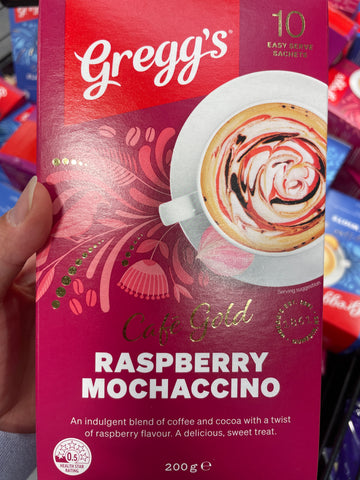 Gregg's
10
EASY SERVE
SACHETS
Serving suggestion
Café Gold
RASPBERRY
MOCHACCINO
An indulgent blend of coffee and cocoa with a twist
of raspberry flavour. A delicious, sweet treat.
0.5
HEALTH STAR
RATING
200g ℮